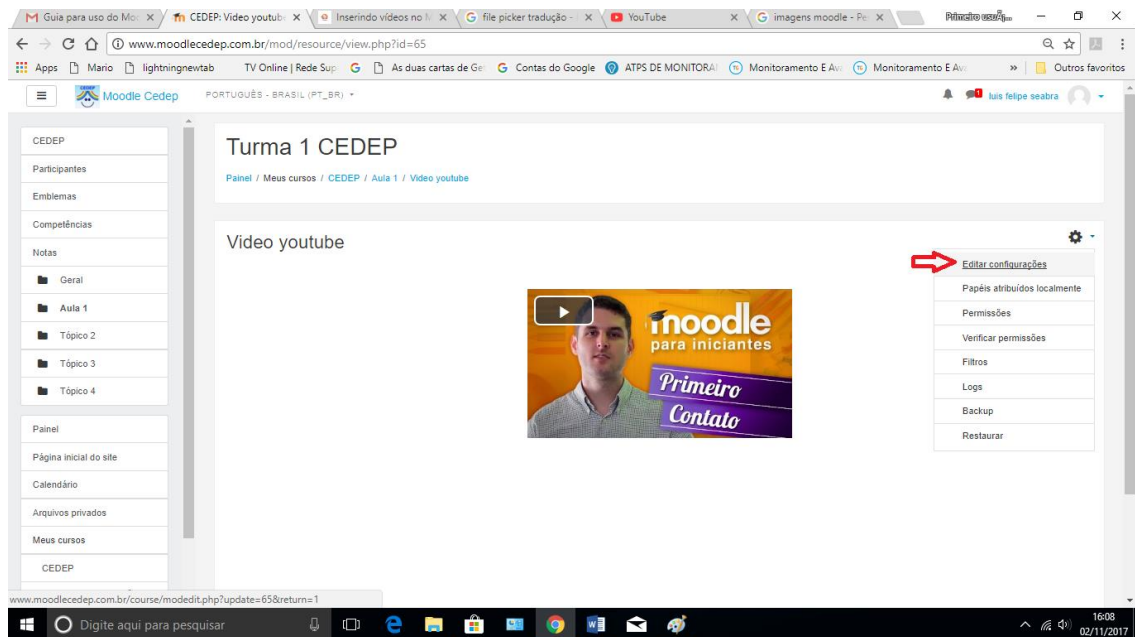 Guia para uso do Moo
CEDEP: Video youtube
Inserindo vídeos no M
file picker tradução -
YouTube
imagens moodle - Pe
www.moodlecedep.com.br/mod/resource/view.php?id=65
Apps
Mario
lightningnewtab
TV Online | Rede Sup
As duas cartas de Ge
Contas do Google
ATPS DE MONITORA
Monitoramento E Ava
Monitoramento E Ava
»
Outros favoritos
Moodle Cedep
PORTUGUÊS - BRASIL (PT_BR)
1
luis felipe seabra
CEDEP
Participantes
Emblemas
Competências
Notas
Geral
Aula 1
Tópico 2
Tópico 3
Tópico 4
Painel
Página inicial do site
Calendário
Arquivos privados
Meus cursos
CEDEP
Turma 1 CEDEP
Painel / Meus cursos / CEDEP / Aula 1 / Video youtube
Video youtube
moodle
para iniciantes
Primeiro
Contato
Editar configurações
Papéis atribuídos localmente
Permissões
Verificar permissões
Filtros
Logs
Backup
Restaurar
www.moodlecedep.com.br/course/modedit.php?update=65&return=1
Digite aqui para pesquisar
16:08
02/11/2017